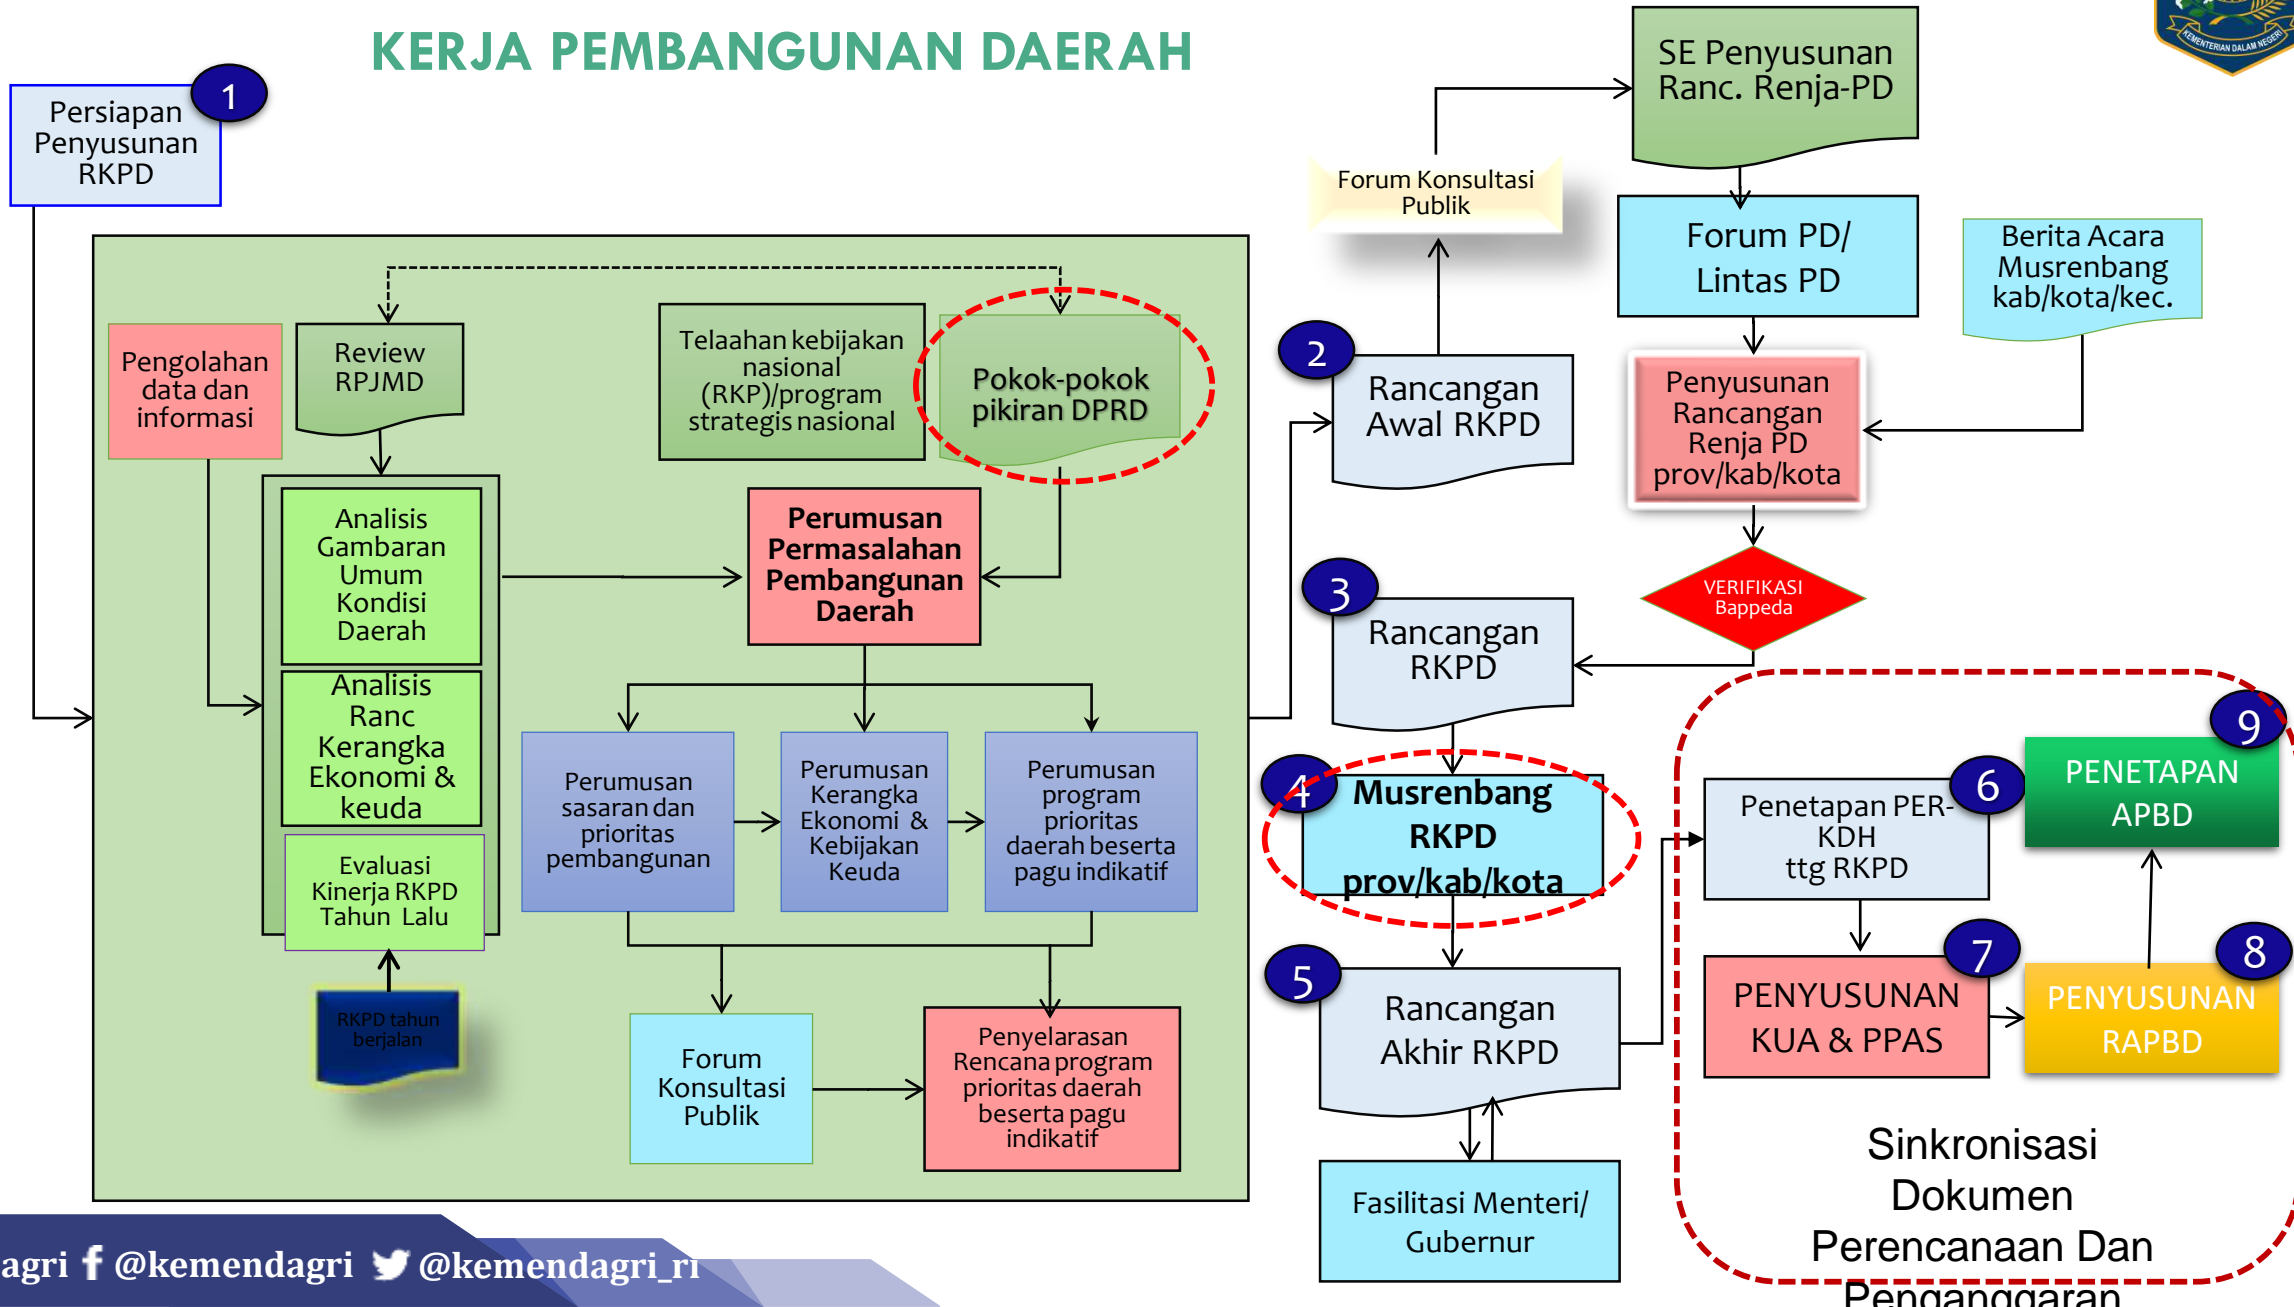 KERJA PEMBANGUNAN DAERAH
KEMENTERIAN DALAM NEGERI
1
Persiapan
Penyusunan
RKPD
Pengolahan
data dan
informasi
Review
RPJMD
Telaahan kebijakan
nasional
(RKP)/program
strategis nasional
Pokok-pokok
pikiran DPRD
Analisis
Gambaran
Umum
Kondisi
Daerah
Analisis
Ranc
Kerangka
Ekonomi &
keuda
Evaluasi
Kinerja RKPD
Tahun Lalu
RKPD tahun
berjalan
Perumusan
Permasalahan
Pembangunan
Daerah
Perumusan
sasaran dan
prioritas
pembangunan
Perumusan
Kerangka
Ekonomi &
Kebijakan
Keuda
Perumusan
program
prioritas
daerah beserta
pagu indikatif
Forum
Konsultasi
Publik
Penyelarasan
Rencana program
prioritas daerah
beserta pagu
indikatif
2
Rancangan
Awal RKPD
Forum Konsultasi
Publik
SE Penyusunan
Ranc. Renja-PD
Forum PD/
Lintas PD
Berita Acara
Musrenbang
kab/kota/kec.
Penyusunan
Rancangan
Renja PD
prov/kab/kota
VERIFIKASI
Bappeda
3
Rancangan
RKPD
4
Musrenbang
RKPD
prov/kab/kota
5
Rancangan
Akhir RKPD
Fasilitasi Menteri/
Gubernur
6
Penetapan PER-
KDH
ttg RKPD
7
PENYUSUNAN
KUA & PPAS
8
PENYUSUNAN
RAPBD
9
PENETAPAN
APBD
Sinkronisasi
Dokumen
Perencanaan Dan
Penganggaran
agri @kemendagri @kemendagri_ri